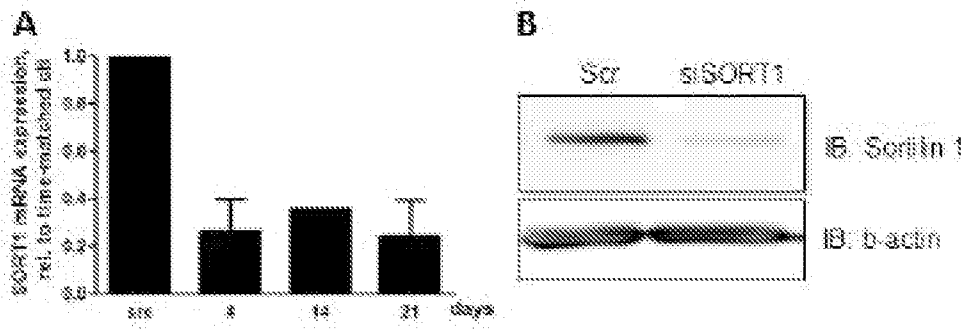 A
SORT1 mRNA expression,
rel. to time-matched ctl
1.0
0.8
0.6
0.4
0.2
0.0
14
21
days
B
Scr
siSORT1
IB: Sortilin 1
IB: b-actin